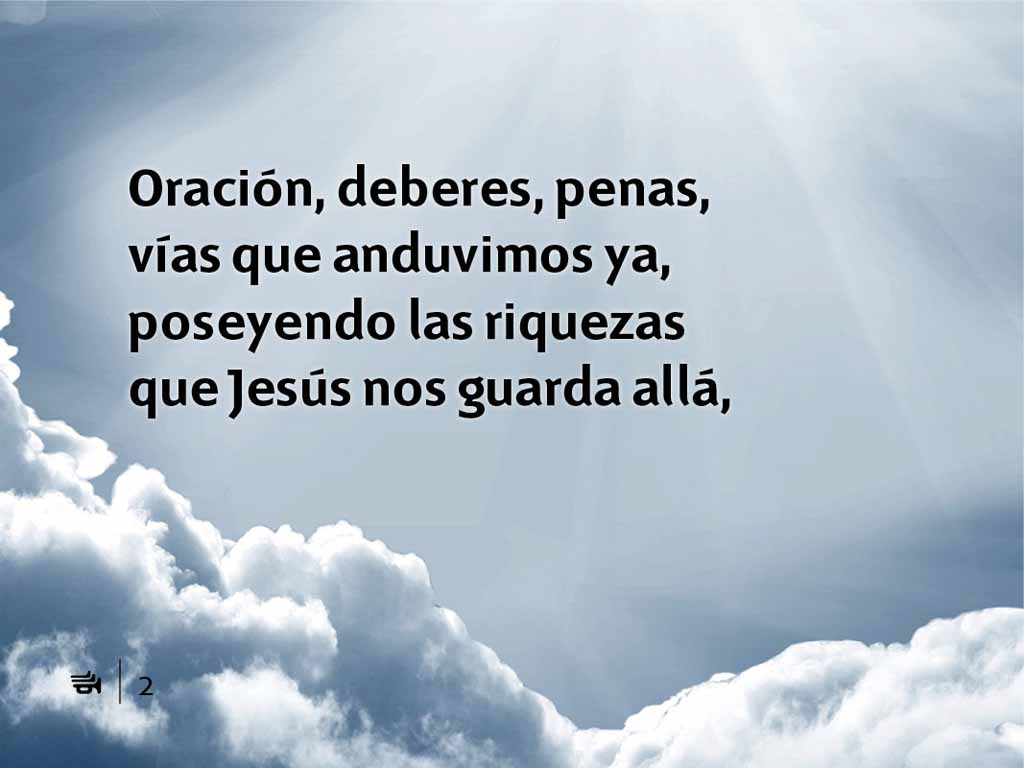 Oración, deberes, penas,
vías que anduvimos ya,
poseyendo las riquezas
que Jesús nos guarda allá,
2